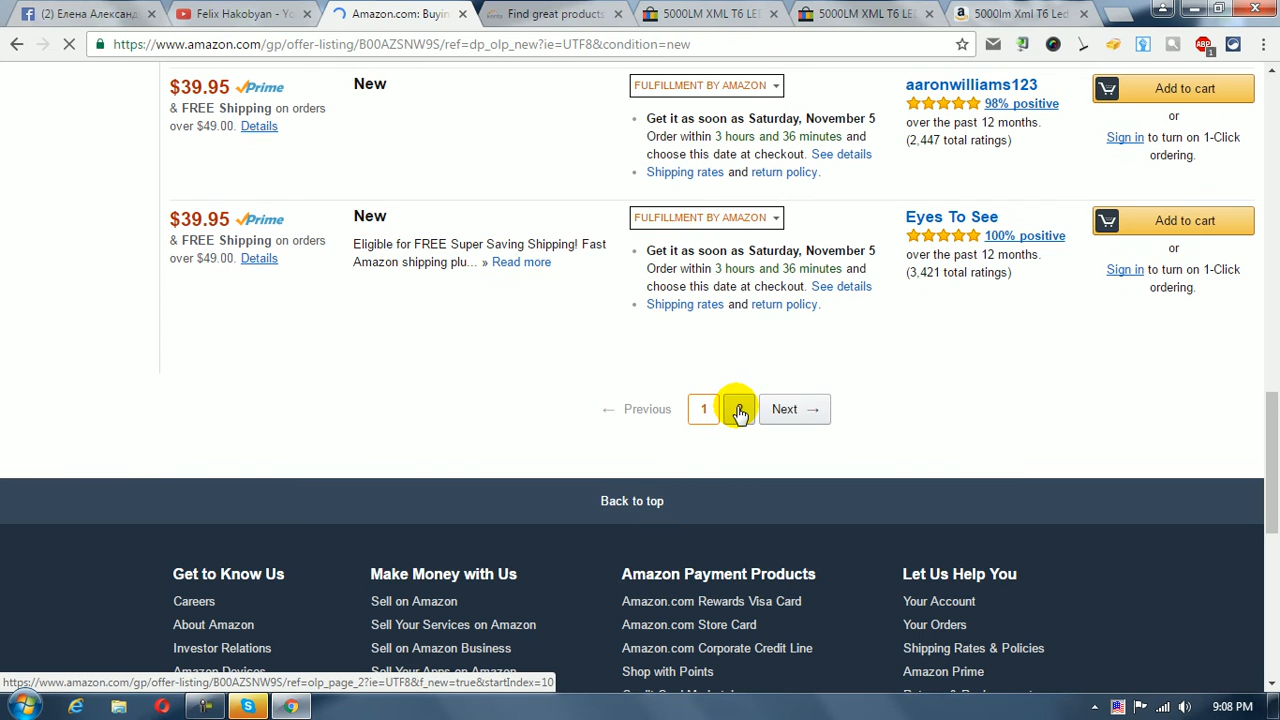 (2) Елена Александ
Felix Hakobyan - Yo
Amazon.com: Buyin
Find great products
5000LM XML T6 LE
5000LM XML T6 LE
5000lm Xml T6 Led
https://www.amazon.com/gp/offer-listing/B00AZSNW9S/ref=dp_olp_new?ie=UTF8&condition=new
ABP
1
$39.95 Prime
& FREE Shipping on orders
over $49.00. Details
New
FULFILLMENT BY AMAZON
Get it as soon as Saturday, November 5
Order within 3 hours and 36 minutes and
choose this date at checkout. See details
Shipping rates and return policy.
aaronwilliams123
98% positive
over the past 12 months.
(2,447 total ratings)
Add to cart
or
Sign in to turn on 1-Click
ordering.
$39.95 Prime
& FREE Shipping on orders
over $49.00. Details
New
Eligible for FREE Super Saving Shipping! Fast
Amazon shipping plu... » Read more
FULFILLMENT BY AMAZON
Get it as soon as Saturday, November 5
Order within 3 hours and 36 minutes and
choose this date at checkout. See details
Shipping rates and return policy.
Eyes To See
100% positive
over the past 12 months.
(3,421 total ratings)
Add to cart
or
Sign in to turn on 1-Click
ordering.
← Previous 1 Next →
Back to top
Get to Know Us
Careers
About Amazon
Investor Relations
Amazon Devices
Make Money with Us
Sell on Amazon
Sell Your Services on Amazon
Sell on Amazon Business
Sell Your Apps on Amazon
Amazon Payment Products
Amazon.com Rewards Visa Card
Amazon.com Store Card
Amazon.com Corporate Credit Line
Shop with Points
Let Us Help You
Your Account
Your Orders
Shipping Rates & Policies
Amazon Prime
https://www.amazon.com/gp/offer-listing/B00AZSNW9S/ref=olp_page_2?ie=UTF8&f_new=true&startIndex=10
9:08 PM